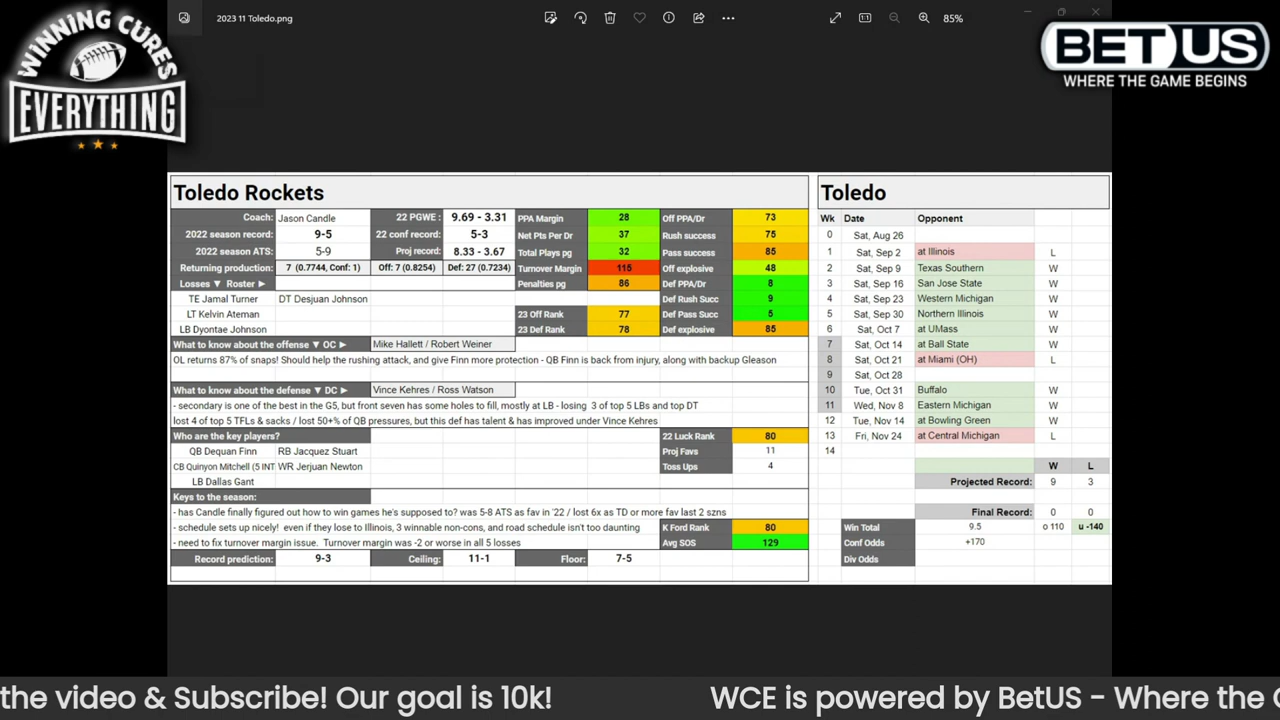 2023 11 Toledo.png
85%
WINNING CURES
EVERYTHING
BETUS
WHERE THE GAME BEGINS
Toledo Rockets
Coach: Jason Candle 22 PGWE : 9.69 - 3.31 PPA Margin 28 Off PPA/Dr 73
2022 season record: 9-5 22 conf record: 5-3 Net Pts Per Dr 37 Rush success 75
2022 season ATS: 5-9 Proj record: 8.33 - 3.67 Total Plays pg 32 Pass success 85
Returning production: 7 (0.7744, Conf: 1) Off: 7 (0.8254) Def: 27 (0.7234) Turnover Margin 115 Off explosive 48
Losses ▼ Roster ► Penalties pg 86 Def PPA/Dr 8
TE Jamal Turner DT Desjuan Johnson Def Rush Succ 9
LT Kelvin Ateman 23 Off Rank 77 Def Pass Succ 5
LB Dyontae Johnson 23 Def Rank 78 Def explosive 85
What to know about the offense ▼ OC ► Mike Hallett / Robert Weiner
OL returns 87% of snaps! Should help the rushing attack, and give Finn more protection - QB Finn is back from injury, along with backup Gleason
What to know about the defense ▼ DC ► Vince Kehres / Ross Watson
- secondary is one of the best in the G5, but front seven has some holes to fill, mostly at LB - losing 3 of top 5 LBs and top DT
lost 4 of top 5 TFLs & sacks / lost 50+% of QB pressures, but this def has talent & has improved under Vince Kehres
Who are the key players? 22 Luck Rank 80
QB Dequan Finn RB Jacquez Stuart Proj Favs 11
CB Quinyon Mitchell (5 INT WR Jerjuan Newton Toss Ups 4
LB Dallas Gant
Keys to the season:
- has Candle finally figured out how to win games he's supposed to? was 5-8 ATS as fav in '22 / lost 6x as TD or more fav last 2 szns
- schedule sets up nicely! even if they lose to Illinois, 3 winnable non-cons, and road schedule isn't too daunting K Ford Rank 80
- need to fix turnover margin issue. Turnover margin was -2 or worse in all 5 losses Avg SOS 129
Record prediction: 9-3 Ceiling: 11-1 Floor: 7-5
Toledo
Wk Date Opponent
0 Sat, Aug 26
1 Sat, Sep 2 at Illinois L
2 Sat, Sep 9 Texas Southern W
3 Sat, Sep 16 San Jose State W
4 Sat, Sep 23 Western Michigan W
5 Sat, Sep 30 Northern Illinois W
6 Sat, Oct 7 at UMass W
7 Sat, Oct 14 at Ball State W
8 Sat, Oct 21 at Miami (OH) L
9 Sat, Oct 28
10 Tue, Oct 31 Buffalo W
11 Wed, Nov 8 Eastern Michigan W
12 Tue, Nov 14 at Bowling Green W
13 Fri, Nov 24 at Central Michigan L
14
W L
Projected Record: 9 3
Final Record: 0 0
Win Total 9.5 o 110 u -140
Conf Odds +170
Div Odds
the video & Subscribe! Our goal is 10k! WCE is powered by BetUS - Where the